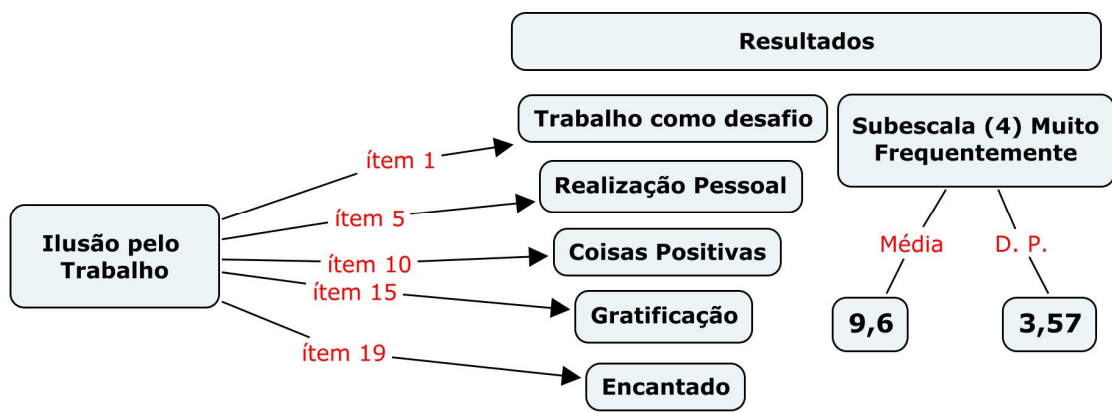 Resultados
Trabalho como desafio
Subescala (4) Muito
Frequentemente
ítem 1
Realização Pessoal
ítem 5
Ilusão pelo
Trabalho
Média
D. P.
ítem 10
Coisas Positivas
ítem 15
Gratificação
9,6
3,57
ítem 19
Encantado